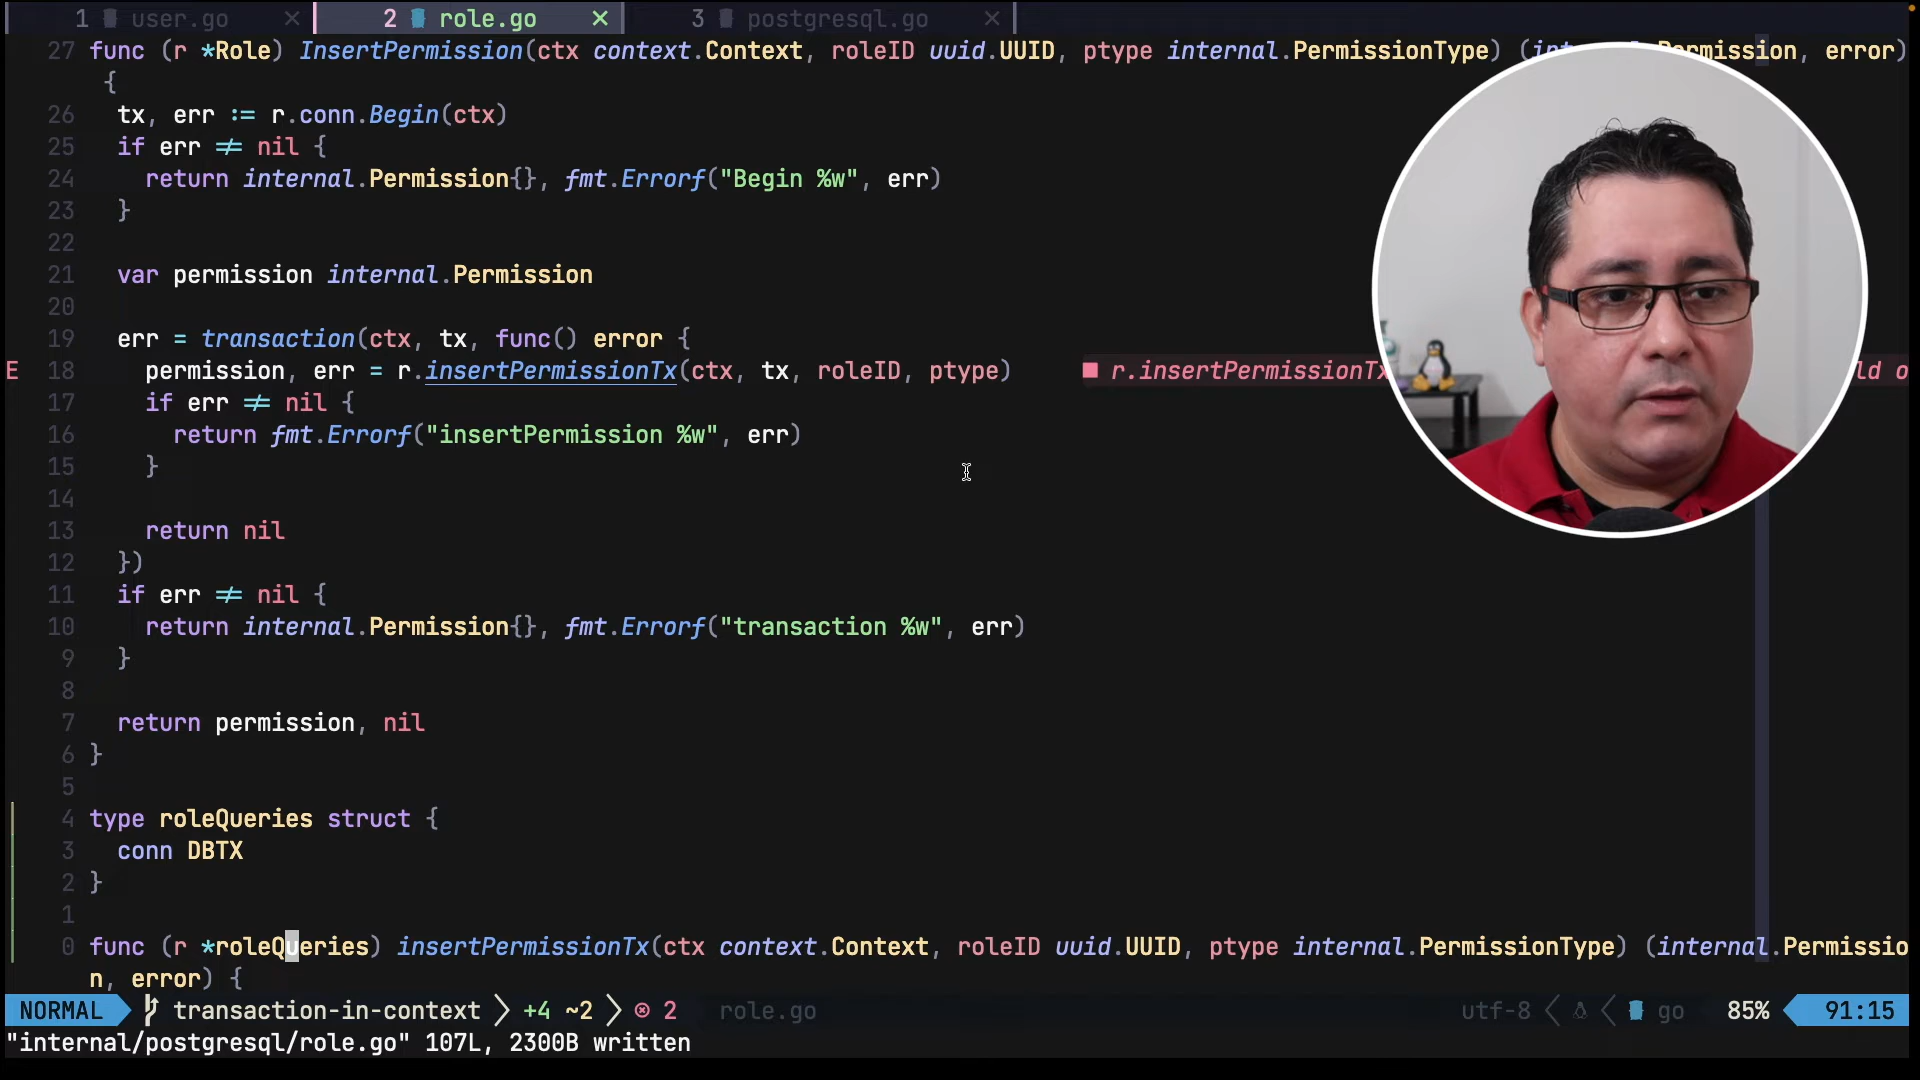 1 user.go ×
2 role.go ×
3 postgresql.go ×
27 func (r *Role) InsertPermission(ctx context.Context, roleID uuid.UUID, ptype internal.PermissionType) (internal.Permission, error)
{
26 tx, err := r.conn.Begin(ctx)
25 if err != nil {
24 return internal.Permission{}, fmt.Errorf("Begin %w", err)
23 }
22
21 var permission internal.Permission
20
19 err = transaction(ctx, tx, func() error {
E 18 permission, err = r.insertPermissionTx(ctx, tx, roleID, ptype) ■ r.insertPermissionTx ld o
17 if err != nil {
16 return fmt.Errorf("insertPermission %w", err)
15 }
14
13 return nil
12 })
11 if err != nil {
10 return internal.Permission{}, fmt.Errorf("transaction %w", err)
9 }
8
7 return permission, nil
6 }
5
4 type roleQueries struct {
3 conn DBTX
2 }
1
0 func (r *roleQueries) insertPermissionTx(ctx context.Context, roleID uuid.UUID, ptype internal.PermissionType) (internal.Permissio
n, error) {
NORMAL transaction-in-context +4 ~2 ⊗ 2 role.go utf-8 go 85% 91:15
"internal/postgresql/role.go" 107L, 2300B written